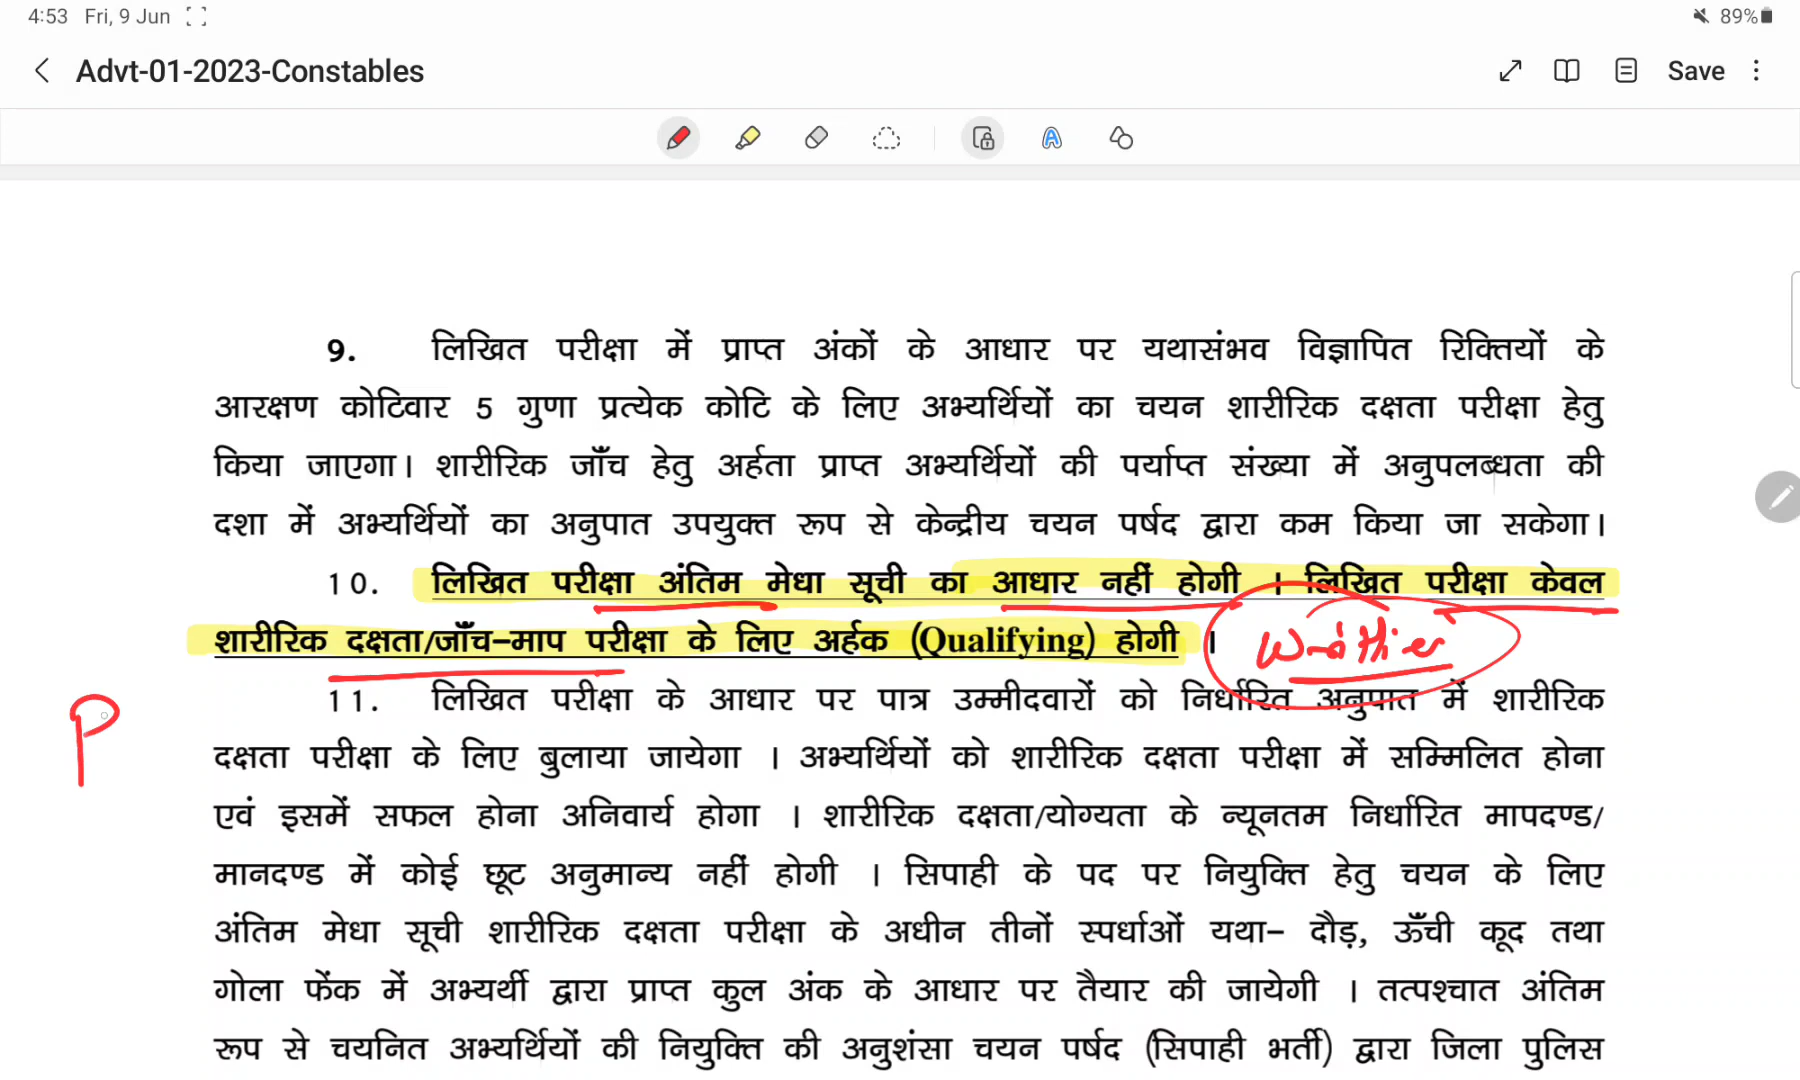 4:53 Fri, 9 Jun
89%
Advt-01-2023-Constables
Save
9. लिखित परीक्षा में प्राप्त अंकों के आधार पर यथासंभव विज्ञापित रिक्तियों के
आरक्षण कोटिवार 5 गुणा प्रत्येक कोटि के लिए अभ्यर्थियों का चयन शारीरिक दक्षता परीक्षा हेतु
किया जाएगा। शारीरिक जाँच हेतु अर्हता प्राप्त अभ्यर्थियों की पर्याप्त संख्या में अनुपलब्धता की
दशा में अभ्यर्थियों का अनुपात उपयुक्त रूप से केन्द्रीय चयन पर्षद द्वारा कम किया जा सकेगा।
10. लिखित परीक्षा अंतिम मेधा सूची का आधार नहीं होगी । लिखित परीक्षा केवल
शारीरिक दक्षता/जाँच-माप परीक्षा के लिए अर्हक (Qualifying) होगी ।
P
11. लिखित परीक्षा के आधार पर पात्र उम्मीदवारों को निर्धारित अनुपात में शारीरिक
दक्षता परीक्षा के लिए बुलाया जायेगा । अभ्यर्थियों को शारीरिक दक्षता परीक्षा में सम्मिलित होना
एवं इसमें सफल होना अनिवार्य होगा । शारीरिक दक्षता/योग्यता के न्यूनतम निर्धारित मापदण्ड/
मानदण्ड में कोई छूट अनुमान्य नहीं होगी । सिपाही के पद पर नियुक्ति हेतु चयन के लिए
अंतिम मेधा सूची शारीरिक दक्षता परीक्षा के अधीन तीनों स्पर्धाओं यथा- दौड़, ऊँची कूद तथा
गोला फेंक में अभ्यर्थी द्वारा प्राप्त कुल अंक के आधार पर तैयार की जायेगी । तत्पश्चात अंतिम
रूप से चयनित अभ्यर्थियों की नियुक्ति की अनुशंसा चयन पर्षद (सिपाही भर्ती) द्वारा जिला पुलिस